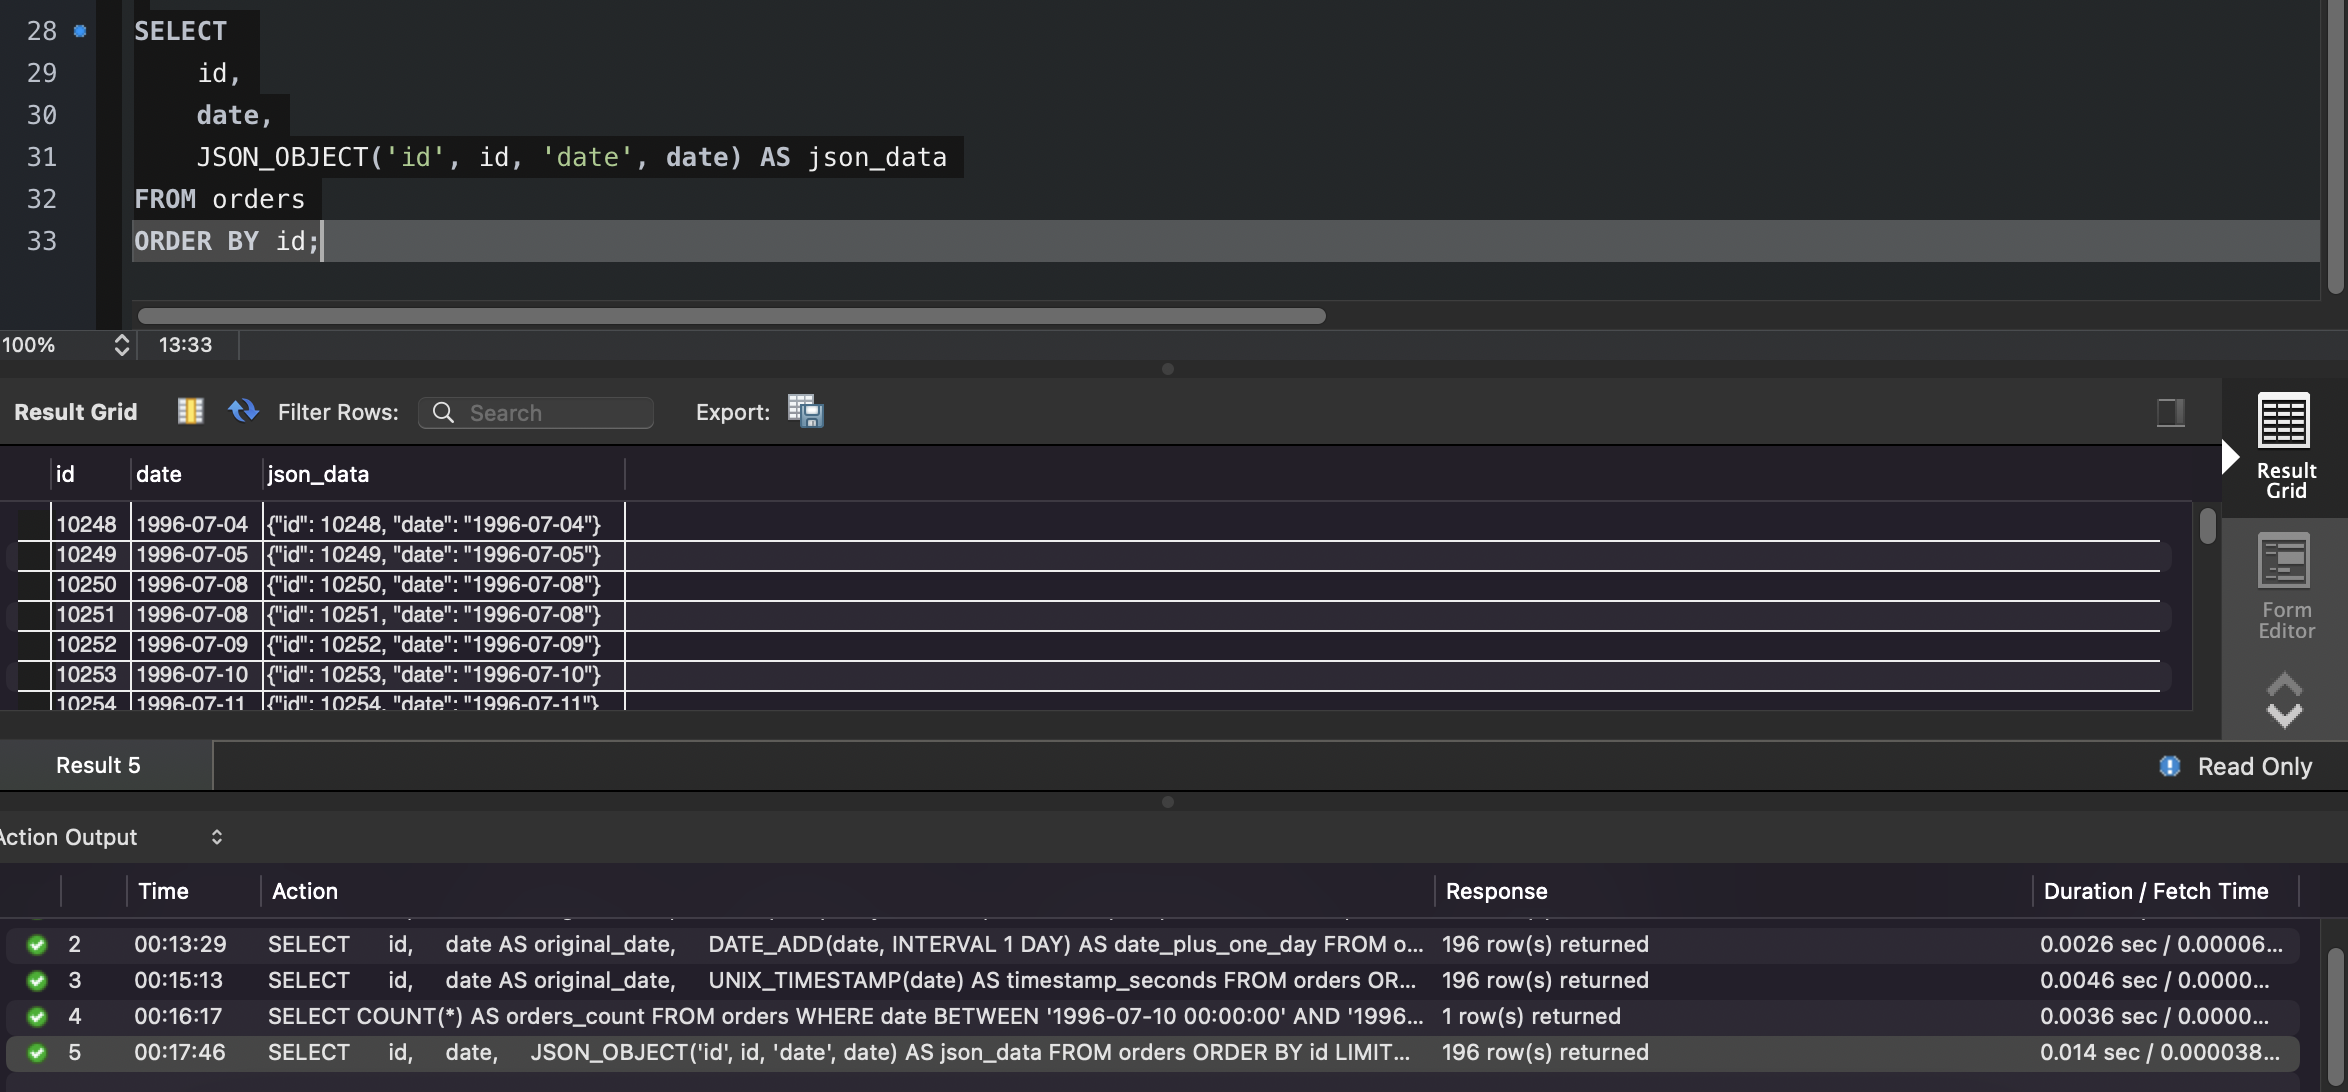 28 SELECT
29 id,
30 date,
31 JSON_OBJECT('id', id, 'date', date) AS json_data
32 FROM orders
33 ORDER BY id;
100% 13:33
Result Grid Filter Rows: Search Export:
id date json_data
10248 1996-07-04 {"id": 10248, "date": "1996-07-04"}
10249 1996-07-05 {"id": 10249, "date": "1996-07-05"}
10250 1996-07-08 {"id": 10250, "date": "1996-07-08"}
10251 1996-07-08 {"id": 10251, "date": "1996-07-08"}
10252 1996-07-09 {"id": 10252, "date": "1996-07-09"}
10253 1996-07-10 {"id": 10253, "date": "1996-07-10"}
10254 1996-07-11 {"id": 10254, "date": "1996-07-11"}
Result
Grid
Form
Editor
Result 5 Read Only
Action Output
Time Action Response Duration / Fetch Time
2 00:13:29 SELECT id, date AS original_date, DATE_ADD(date, INTERVAL 1 DAY) AS date_plus_one_day FROM o... 196 row(s) returned 0.0026 sec / 0.00006...
3 00:15:13 SELECT id, date AS original_date, UNIX_TIMESTAMP(date) AS timestamp_seconds FROM orders OR... 196 row(s) returned 0.0046 sec / 0.0000...
4 00:16:17 SELECT COUNT(*) AS orders_count FROM orders WHERE date BETWEEN '1996-07-10 00:00:00' AND '1996... 1 row(s) returned 0.0036 sec / 0.0000...
5 00:17:46 SELECT id, date, JSON_OBJECT('id', id, 'date', date) AS json_data FROM orders ORDER BY id LIMIT... 196 row(s) returned 0.014 sec / 0.000038...